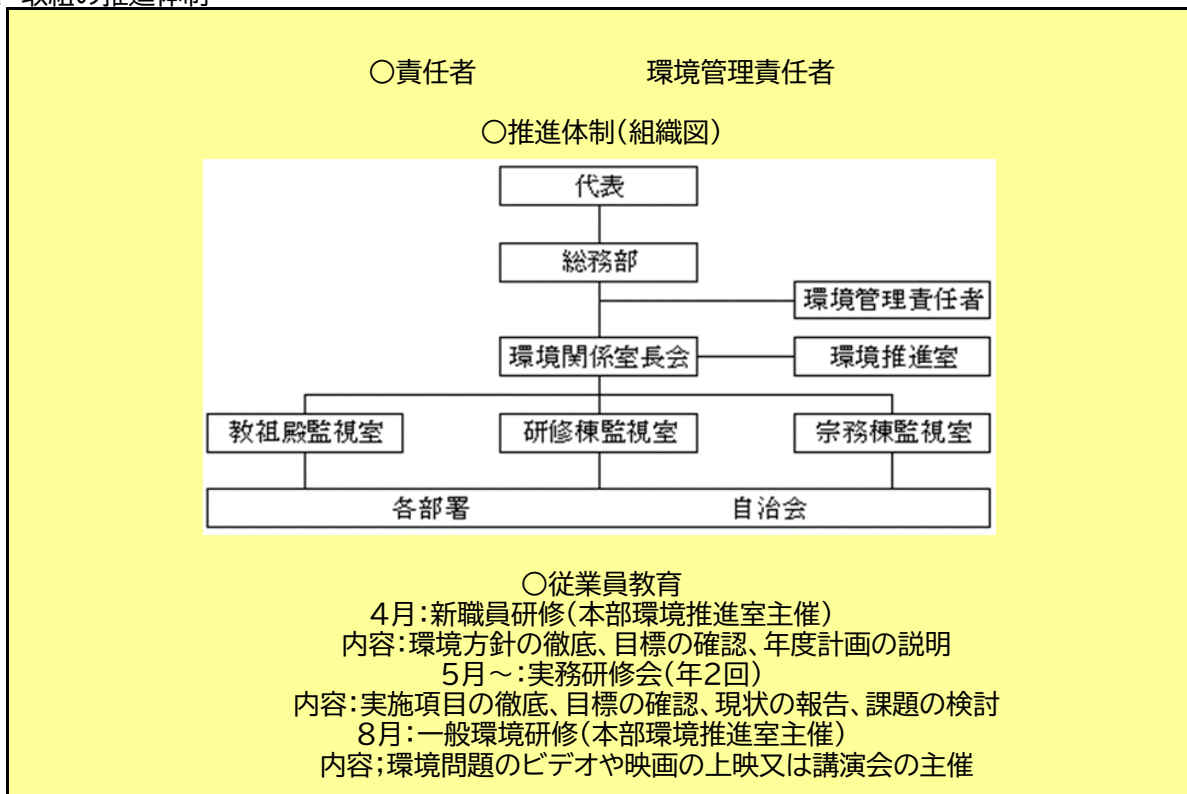 取組の推進体制
○責任者 環境管理責任者
○推進体制(組織図)
代表
総務部
環境管理責任者
環境関係室長会 環境推進室
教祖殿監視室 研修棟監視室 宗務棟監視室
各部署 自治会
○従業員教育
4月:新職員研修(本部環境推進室主催)
内容:環境方針の徹底、目標の確認、年度計画の説明
5月～:実務研修会(年2回)
内容:実施項目の徹底、目標の確認、現状の報告、課題の検討
8月:一般環境研修(本部環境推進室主催)
内容;環境問題のビデオや映画の上映又は講演会の主催